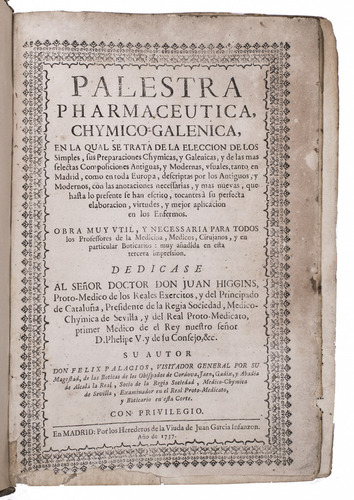 PALESTRA
PHARMACEUTICA,
CHYMICO-GALENICA,
EN LA QUAL SE TRATA DE LA ELECCION DE LOS
Simples, sus Preparaciones Chymicas, y Galenicas, y de las mas
selectas Composiciones Antiguas, y Modernas, vsuales, tanto en
Madrid, como en toda Europa, descriptas por los Antiguos, y
Modernos, con las anotaciones necessarias, y mas nuevas, que
hasta lo presente se han escrito, tocantes à su perfecta
elaboracion, virtudes, y mejor aplicacion
en los Enfermos.
OBRA MUY VTIL, Y NECESSARIA PARA TODOS
los Professores de la Medicina, Medicos, Cirujanos, y en
particular Boticarios: muy añadida en esta
tercera impression.
DEDICASE
AL SEÑOR DOCTOR DON JUAN HIGGINS,
Proto-Medico de los Reales Exercitos, y del Principado
de Cataluña, Presidente de la Regia Sociedad, Medico-
Chymica de Sevilla, y del Real Proto-Medicato,
primer Medico de el Rey nuestro señor
D. Phelipe V. y de su Consejo, &c.
SU AUTOR
DON FELIX PALACIOS, VISITADOR GENERAL POR SU
Magestad, de las Boticas de los Obispados de Cordova, Jaen, Cadiz, y Abadia
de Alcalà la Real, Socio de la Regia Sociedad, Medico-Chymica
de Sevilla, Examinador en el Real Proto-Medicato,
y Boticario en esta Corte.
CON PRIVILEGIO.
En MADRID: Por los Herederos de la Viuda de Juan Garcia Infanzon.
Año de 1737.